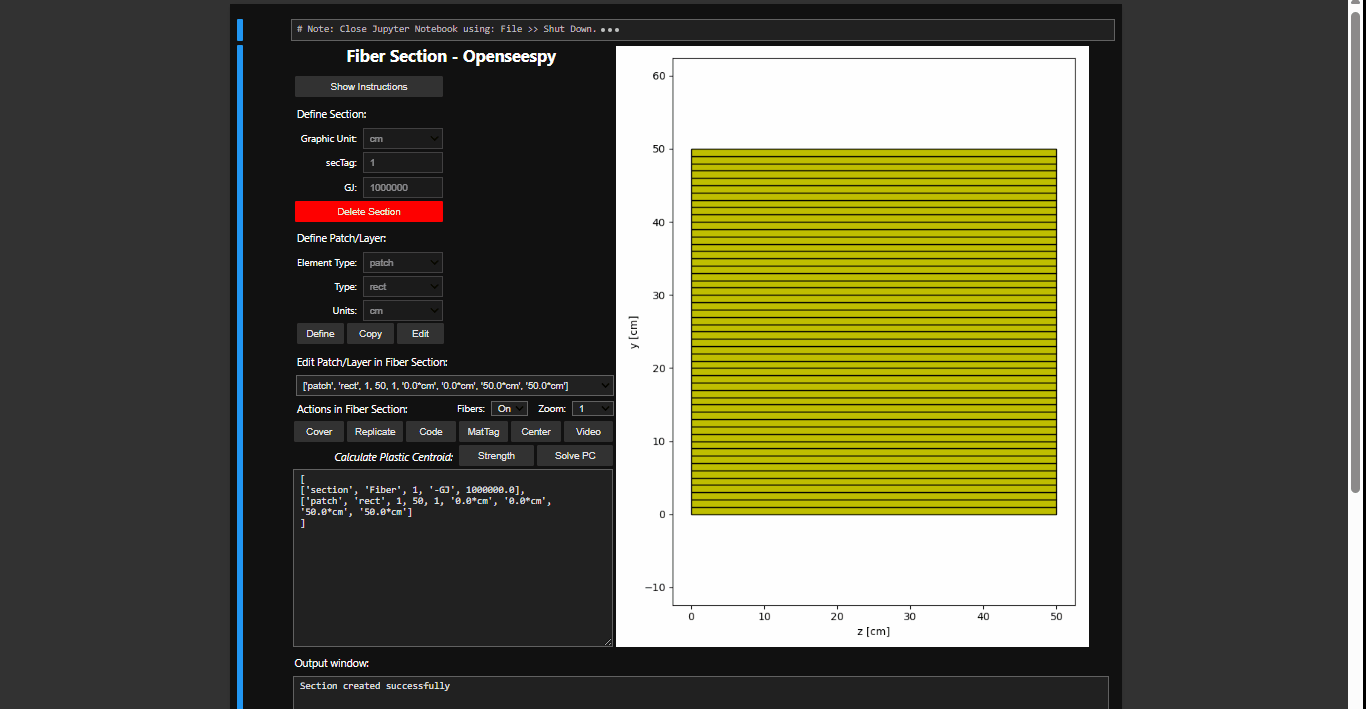 # Note: Close Jupyter Notebook using: File >> Shut Down. •••
Fiber Section - Openseespy
Show Instructions
Define Section:
Graphic Unit: cm
secTag: 1
GJ: 1000000
Delete Section
Define Patch/Layer:
Element Type: patch
Type: rect
Units: cm
Define Copy Edit
Edit Patch/Layer in Fiber Section:
['patch', 'rect', 1, 50, 1, '0.0*cm', '0.0*cm', '50.0*cm', '50.0*cm']
Actions in Fiber Section: Fibers: On Zoom: 1
Cover Replicate Code MatTag Center Video
Calculate Plastic Centroid: Strength Solve PC
[
['section', 'Fiber', 1, '-GJ', 1000000.0],
['patch', 'rect', 1, 50, 1, '0.0*cm', '0.0*cm',
'50.0*cm', '50.0*cm']
]
60
50
40
30
20
10
0
−10
y [cm]
0 10 20 30 40 50
z [cm]
Output window:
Section created successfully